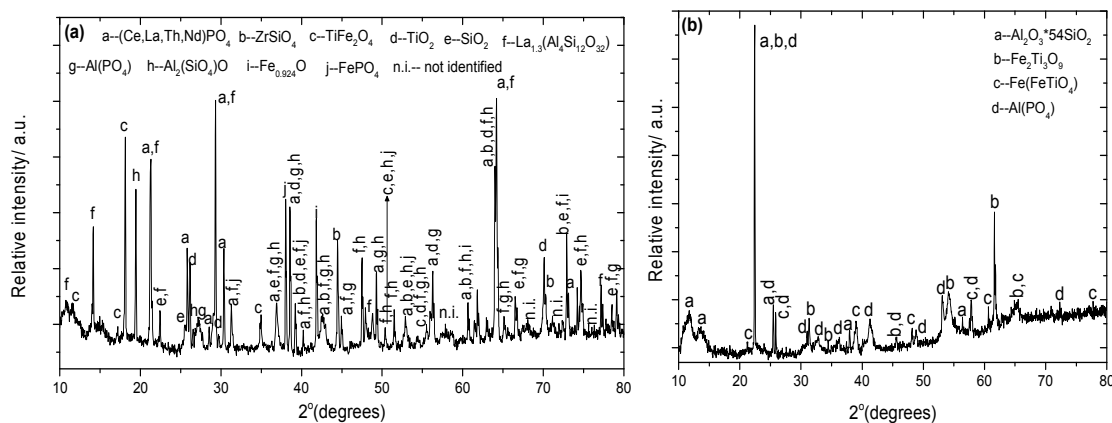 (a)
a--(Ce,La,Th,Nd)PO4 b--ZrSiO4 c--TiFe2O4 d--TiO2 e--SiO2 f--La1.3(Al4Si12O32)
g--Al(PO4) h--Al2(SiO4)O i--Fe0.924O j--FePO4 n.i.-- not identified
Relative intensity/ a.u.
f
c
f
c
c
h
a,f
e,f
a
d
e
h
g
a
d
a,f
a
a,f,j
c
a,e,f,g,h
j
a,d,g,h
b,d,e,f,j
a,f,h
i
a,b,f,g,h
b
a,f,g
f,h
f
a,g,h
f,h
c,e,h,j
f,h
a,b,e,h,j
c,d,f,g,h
a,d,g
n.i.
a,b,f,h,i
a,b,d,f,h
a,f
f,g,h
e,f,g
n.i.
d
b
n.i.
b,e,f,i
a
e,f,h
n.i.
f
e,f,g
10 20 30 40 50 60 70 80
2°(degrees)
(b)
a--Al2O3*54SiO2
b--Fe2Ti3O9
c--Fe(FeTiO4)
d--Al(PO4)
Relative intensity/ a.u.
a
c
a,b,d
a,d
c,d
d
b
d
b
d
a
c
d
b,d
c
d
d
b
a
c,d
c
b
b,c
d
c
10 20 30 40 50 60 70 80
2°(degrees)